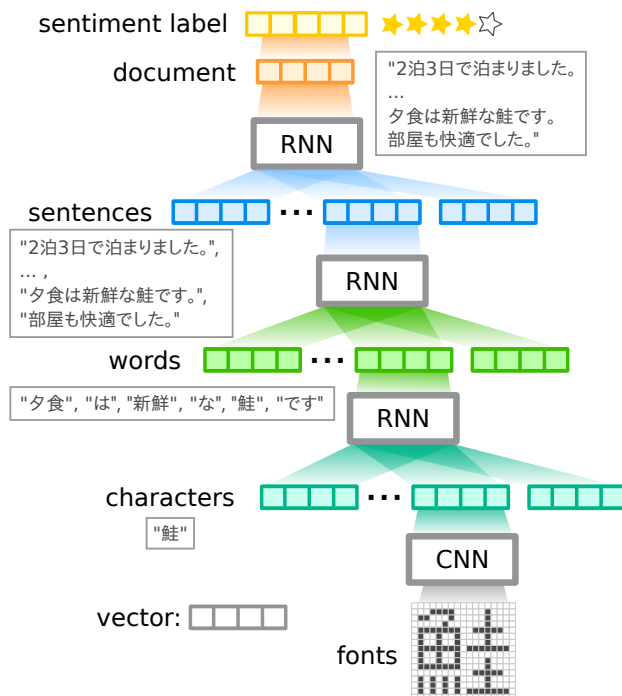 sentiment label
document
"2泊3日で泊まりました。
...
夕食は新鮮な鮭です。
部屋も快適でした。"
RNN
sentences
...
"2泊3日で泊まりました。",
... ,
"夕食は新鮮な鮭です。",
"部屋も快適でした。"
RNN
words
...
"夕食", "は", "新鮮", "な", "鮭", "です"
RNN
characters
...
"鮭"
CNN
vector:
fonts
鮭